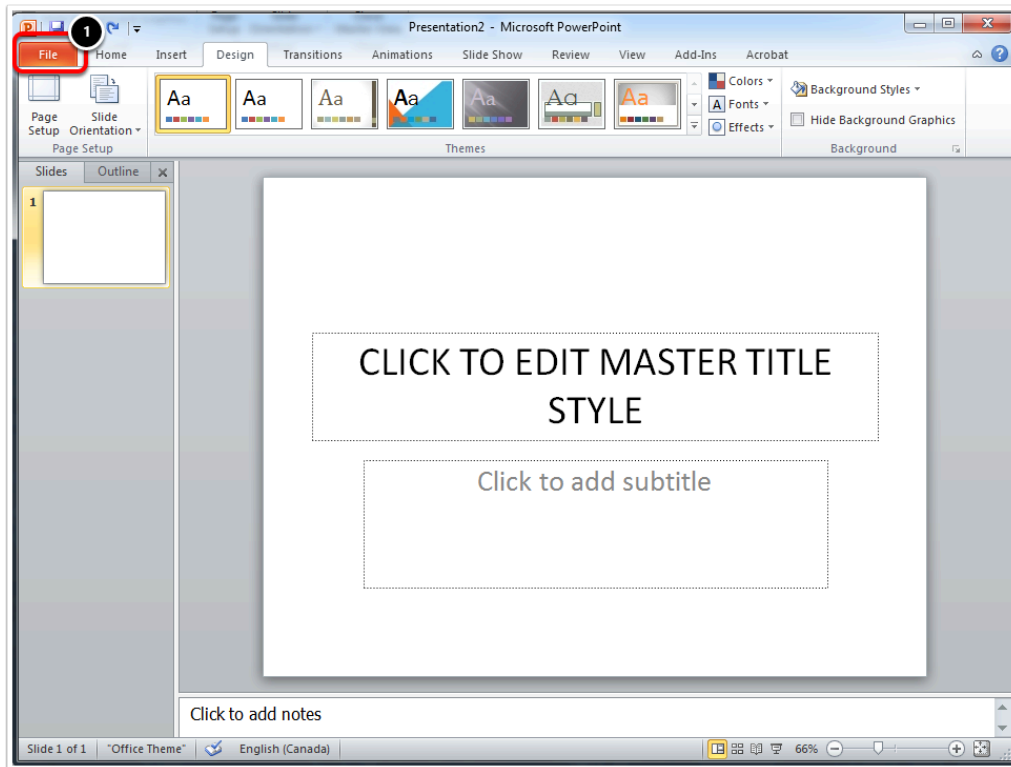 Presentation2 - Microsoft PowerPoint
1
File Home Insert Design Transitions Animations Slide Show Review View Add-Ins Acrobat
Aa Aa Aa Aa Aa Aa Aa
Colors
Fonts
Effects
Background Styles
Hide Background Graphics
Page Setup
Slide Orientation
Page Setup Themes Background
Slides Outline
1
CLICK TO EDIT MASTER TITLE
STYLE
Click to add subtitle
Click to add notes
Slide 1 of 1 "Office Theme" English (Canada) 66%